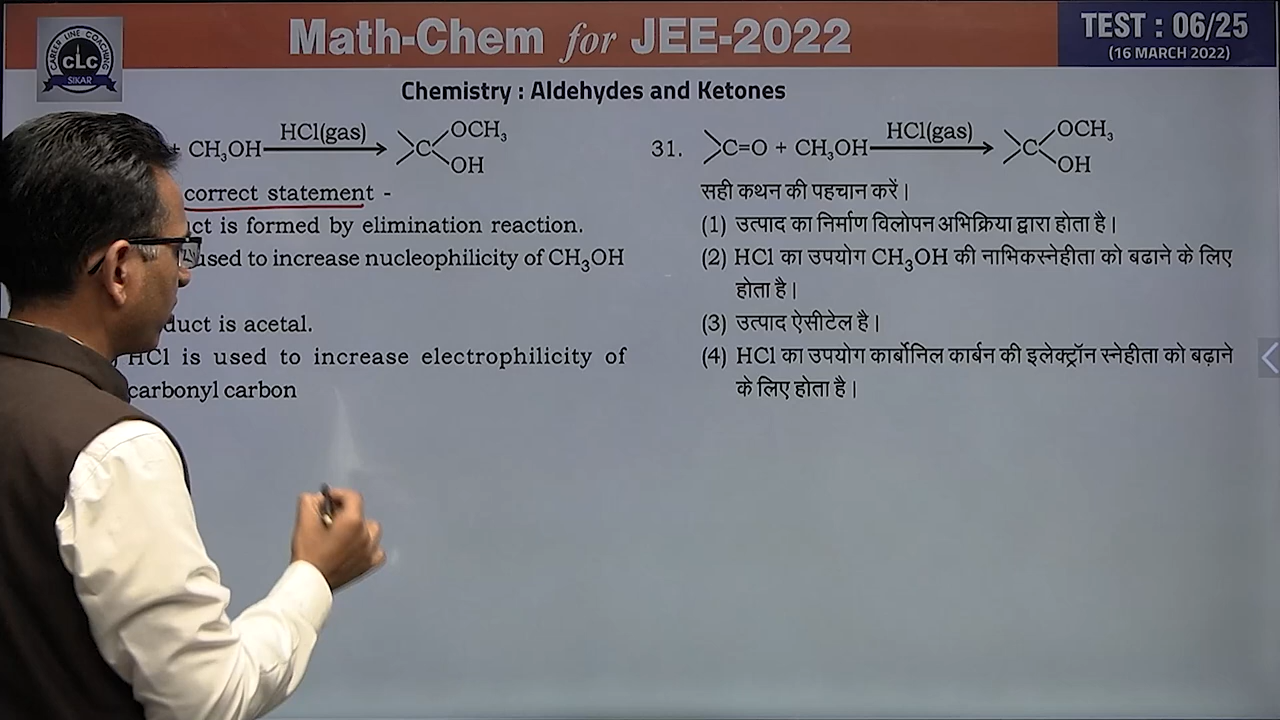 CAREER LINE COACHING
CLC
SIKAR
Math-Chem for JEE-2022
TEST : 06/25
(16 MARCH 2022)
Chemistry : Aldehydes and Ketones
+ CH₃OH HCl(gas) C OCH₃ OH
correct statement -
ct is formed by elimination reaction.
used to increase nucleophilicity of CH₃OH
duct is acetal.
) HCl is used to increase electrophilicity of
carbonyl carbon
31. C=O + CH₃OH HCl(gas) C OCH₃ OH
सही कथन की पहचान करें।
(1) उत्पाद का निर्माण विलोपन अभिक्रिया द्वारा होता है।
(2) HCl का उपयोग CH₃OH की नाभिकस्नेहीता को बढाने के लिए
होता है।
(3) उत्पाद ऐसीटेल है।
(4) HCl का उपयोग कार्बोनिल कार्बन की इलेक्ट्रॉन स्नेहीता को बढ़ाने
के लिए होता है।